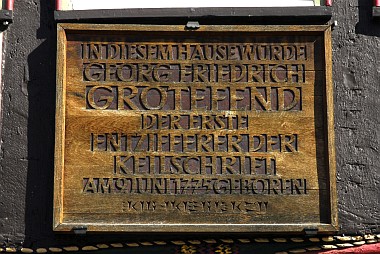 IN DIESEM HAUSE WURDE
GEORG FRIEDRICH
GROTEFEND
DER ERSTE
ENTZIFFERER DER
KEILSCHRIFT
AM 9 JUNI 1775 GEBOREN